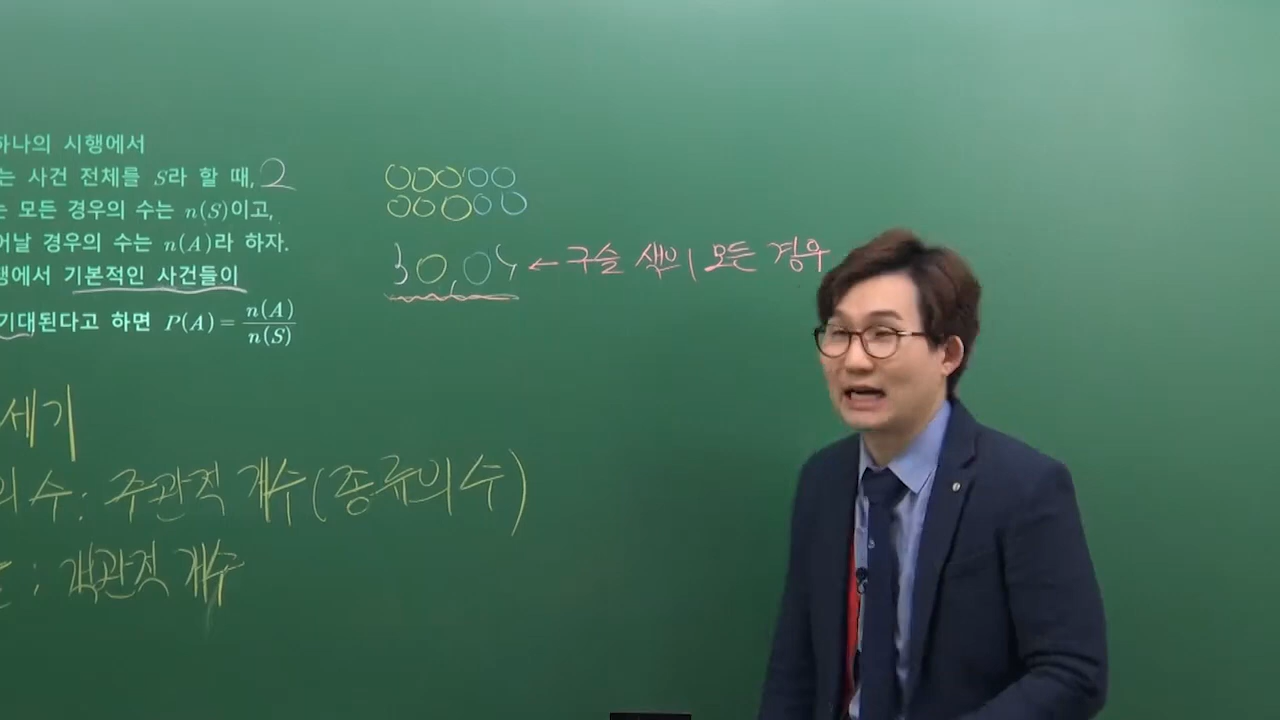 하나의 시행에서
는 사건 전체를 S라 할 때, 2
는 모든 경우의 수는 n(S)이고,
어날 경우의 수는 n(A)라 하자.
행에서 기본적인 사건들이
기대된다고 하면 P(A)=n(A)/n(S)
{O,O} ← 구슬 색의 모든 경우
세기
의 수: 주관적 개수(종류의 수)
: 객관적 개수